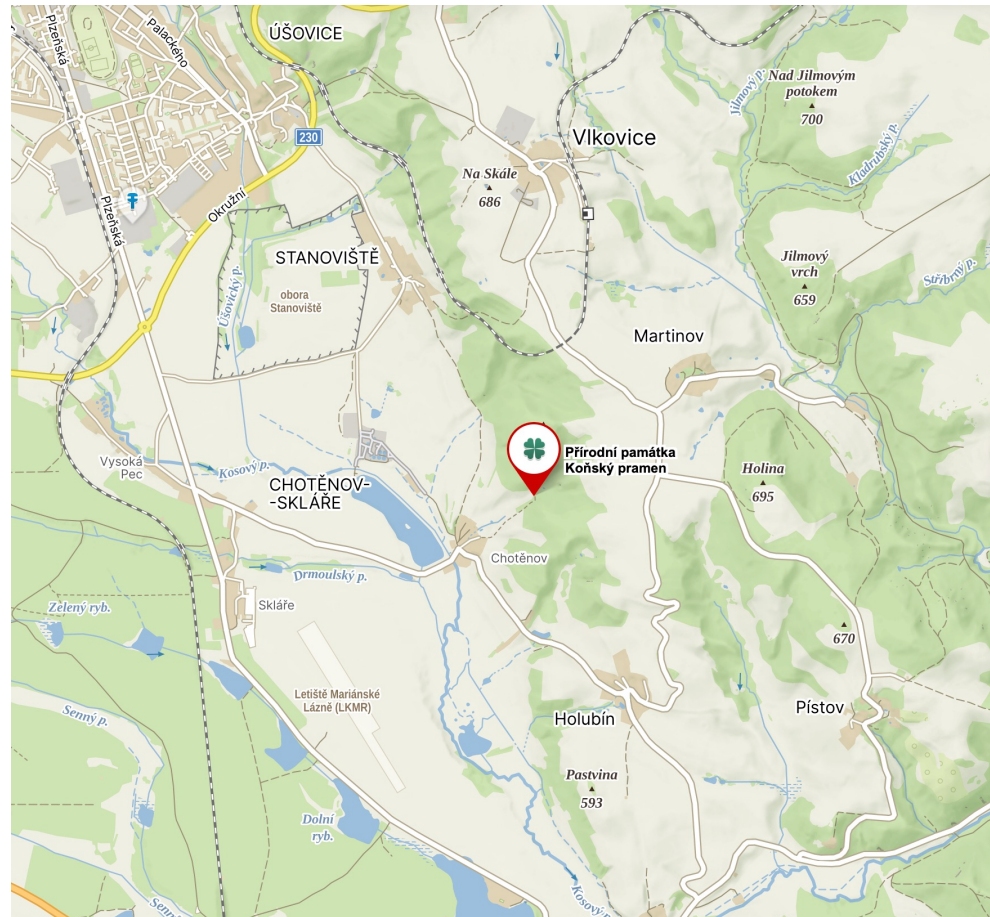 Plzeňská
Palackého
ÚŠOVICE
230
Vlkovice
Nad Jilmovým
potokem
700
Jilmový p.
Kladrubský p.
Na Skále
686
Plzeňská
Okružní
STANOVIŠTĚ
obora
Stanoviště
Úšovický p.
Jilmový
vrch
659
Stříbrný p.
Martinov
Přírodní památka
Koňský pramen
Vysoká
Pec
Kosový p.
CHOTĚNOV-
-SKLÁŘE
Holina
695
Chotěnov
Drmoulský p.
Skláře
Zelený ryb.
670
Letiště Mariánské
Lázně (LKMR)
Senný p.
Holubín
Pístov
Pastvina
593
Dolní
ryb.
Kosový p.